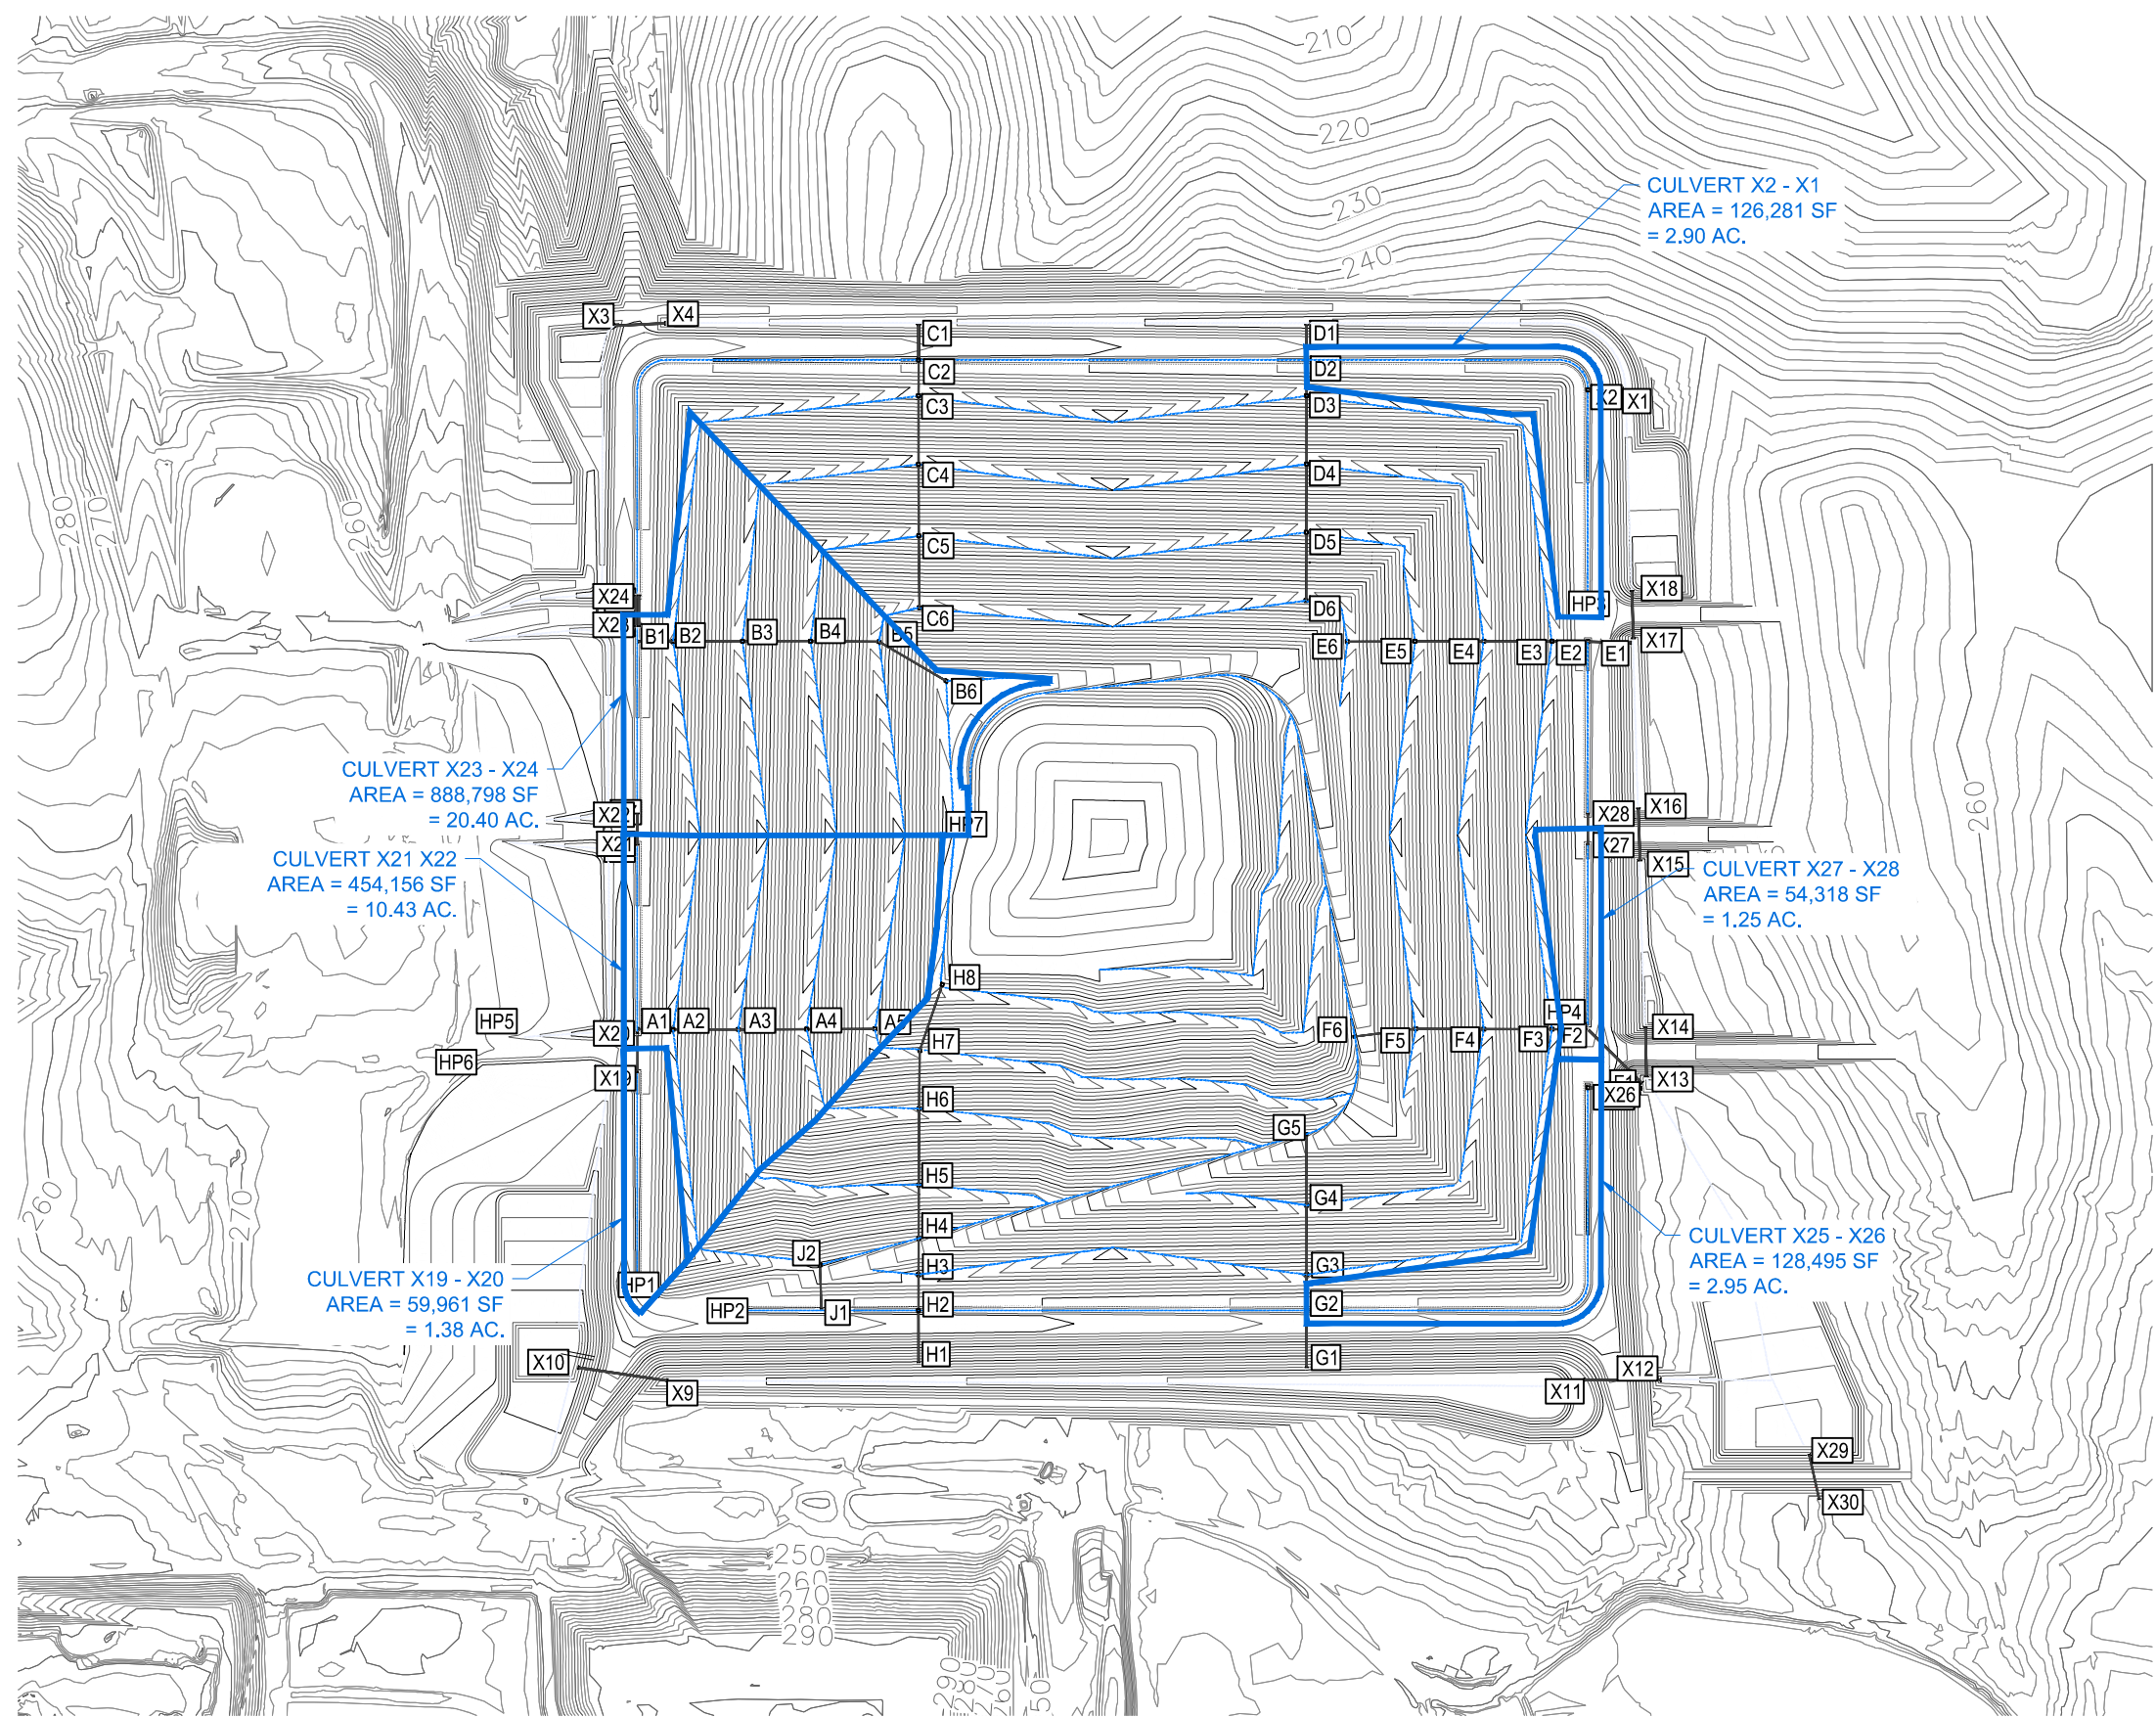 210
220
230
240
CULVERT X2 - X1
AREA = 126,281 SF
= 2.90 AC.
X3
X4
C1
D1
C2
D2
C3
D3
X2
X1
C4
D4
280
270
260
C5
D5
X24
X18
HP3
C6
D6
X23
B1
B2
B3
B4
B5
E6
E5
E4
E3
E2
E1
X17
B6
CULVERT X23 - X24
AREA = 888,798 SF
= 20.40 AC.
X22
HP7
X28
X16
260
X21
X27
X15
CULVERT X21 X22
AREA = 454,156 SF
= 10.43 AC.
CULVERT X27 - X28
AREA = 54,318 SF
= 1.25 AC.
H8
HP5
X20
A1
A2
A3
A4
A5
HP4
F6
F5
F4
F3
F2
X14
H7
HP6
X19
X13
X26
H6
G5
H5
G4
260
270
H4
J2
H3
G3
CULVERT X25 - X26
AREA = 128,495 SF
= 2.95 AC.
CULVERT X19 - X20
AREA = 59,961 SF
= 1.38 AC.
HP1
HP2
J1
H2
G2
X10
H1
G1
X12
X9
X11
X29
X30
250
260
270
280
290
290
280